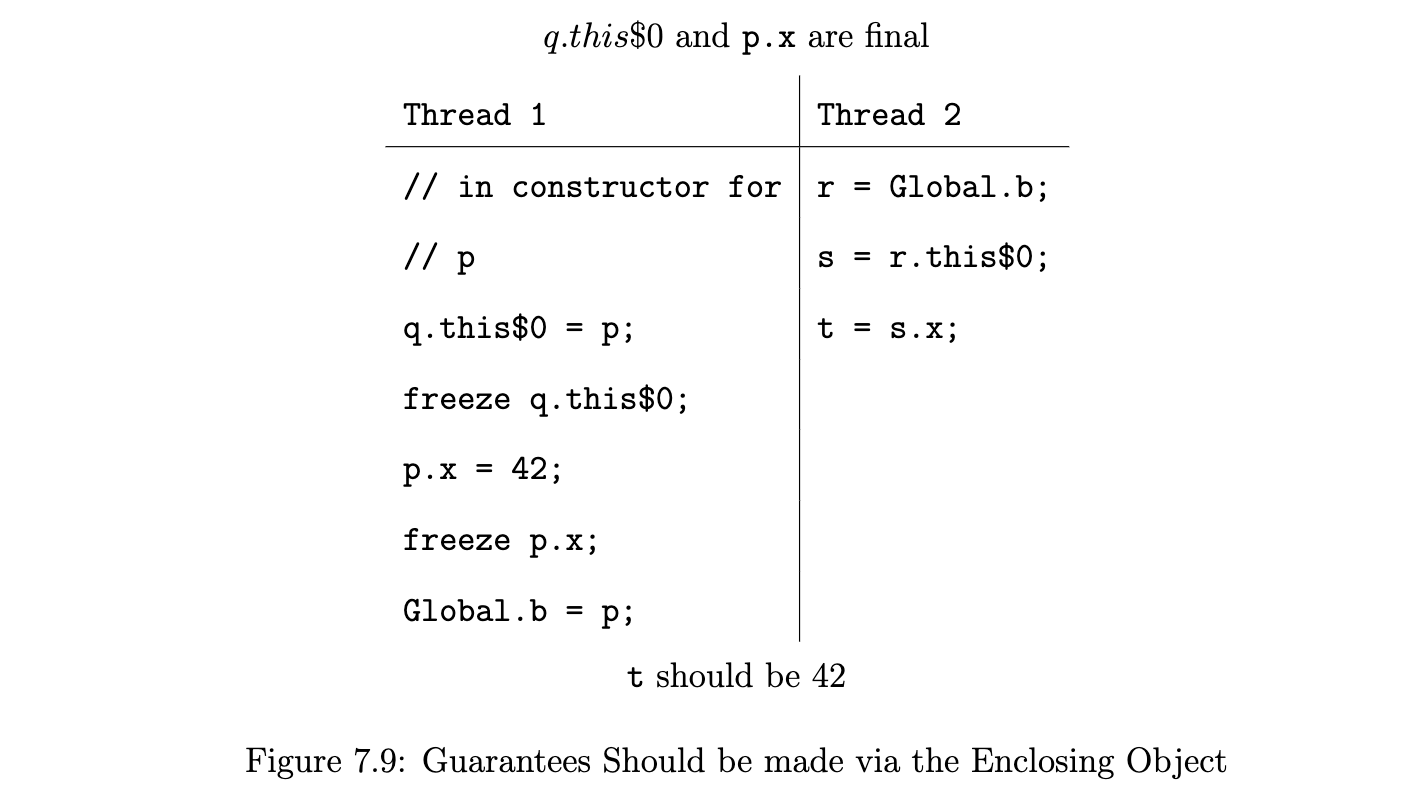 q.this$0 and p.x are final
Thread 1 Thread 2
// in constructor for r = Global.b;
// p s = r.this$0;
q.this$0 = p; t = s.x;
freeze q.this$0;
p.x = 42;
freeze p.x;
Global.b = p;
t should be 42
Figure 7.9: Guarantees Should be made via the Enclosing Object